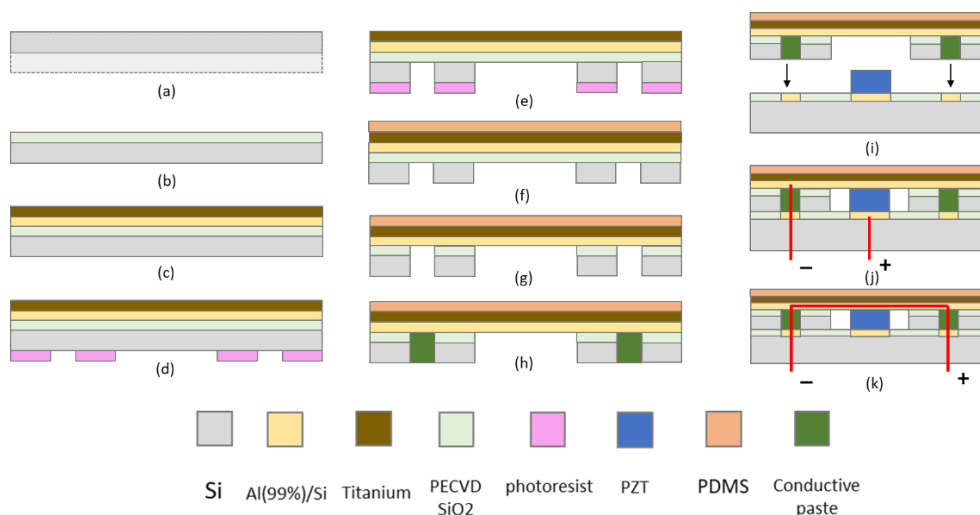 (a)
(b)
(c)
(d)
(e)
(f)
(g)
(h)
(i)
− +
(j)
− +
(k)
Si
Al(99%)/Si
Titanium
PECVD
SiO2
photoresist
PZT
PDMS
Conductive
paste